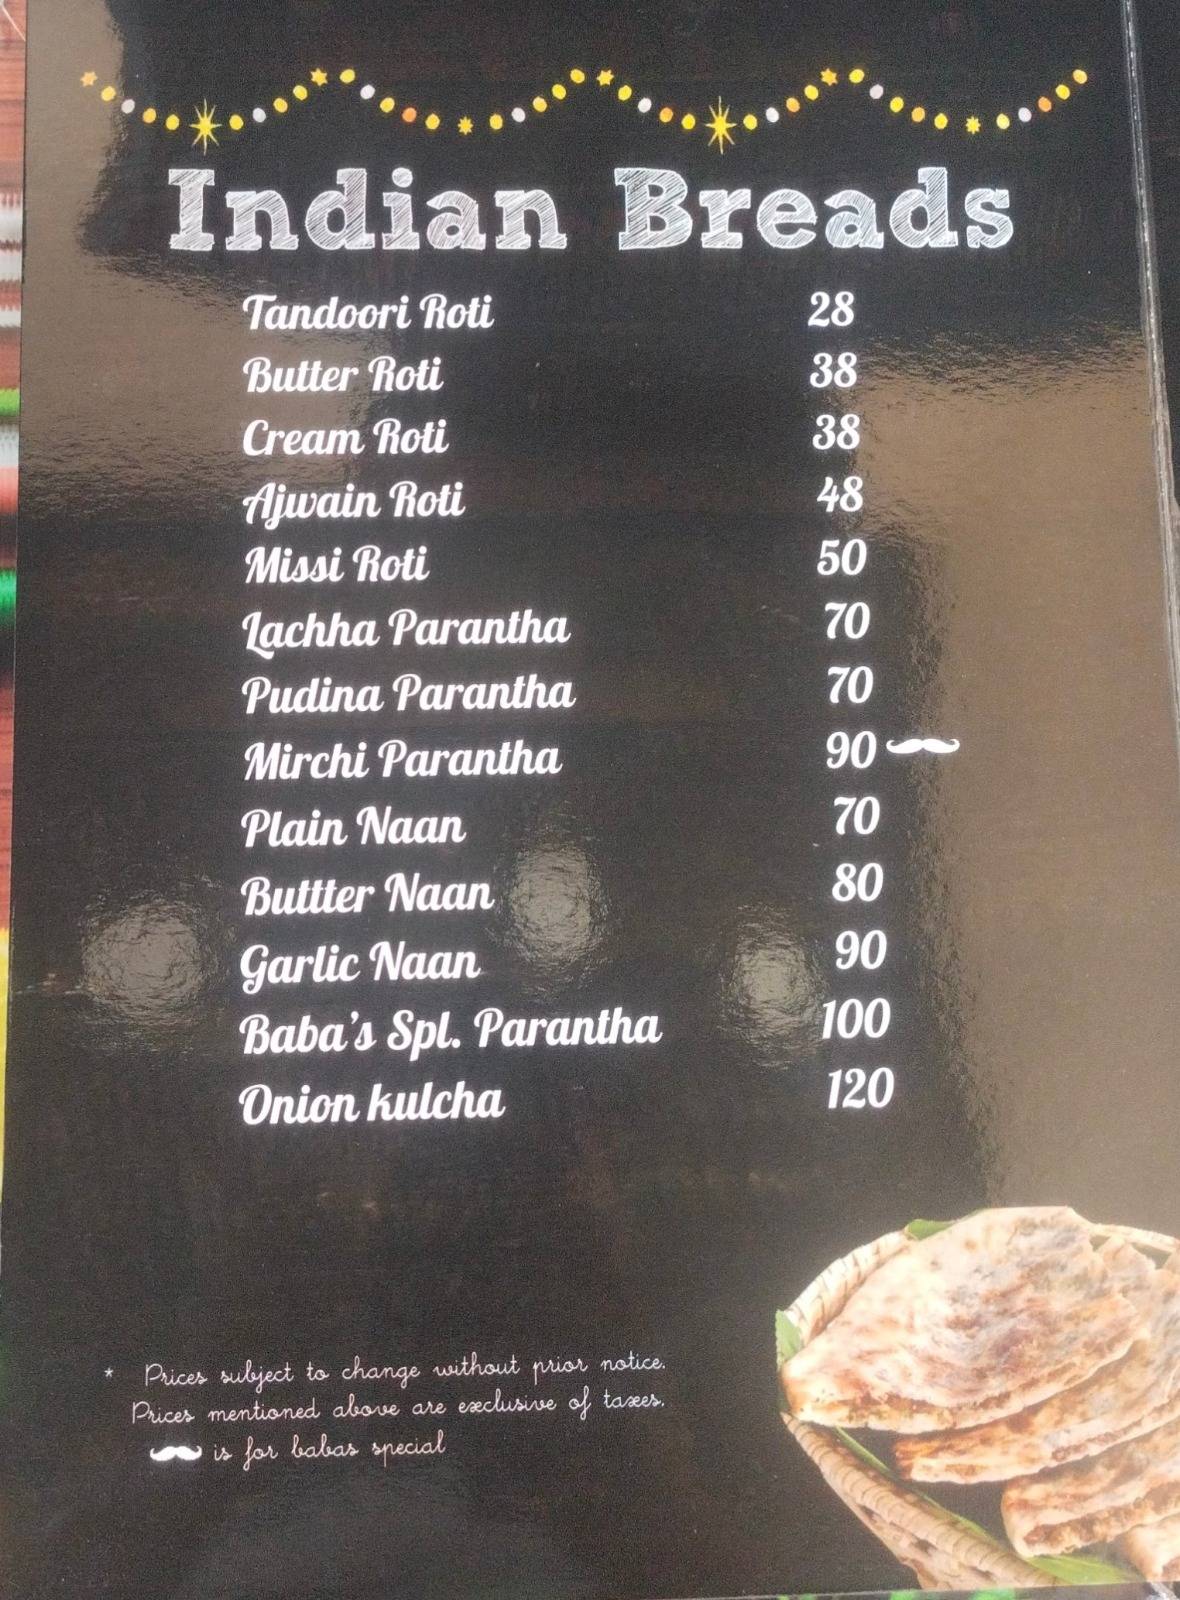 Indian Breads
Tandoori Roti 28
Butter Roti 38
Cream Roti 38
Ajwain Roti 48
Missi Roti 50
Lachha Parantha 70
Pudina Parantha 70
Mirchi Parantha 90
Plain Naan 70
Buttter Naan 80
Garlic Naan 90
Baba's Spl. Parantha 100
Onion kulcha 120
* Prices subject to change without prior notice.
Prices mentioned above are exclusive of taxes.
is for babas special